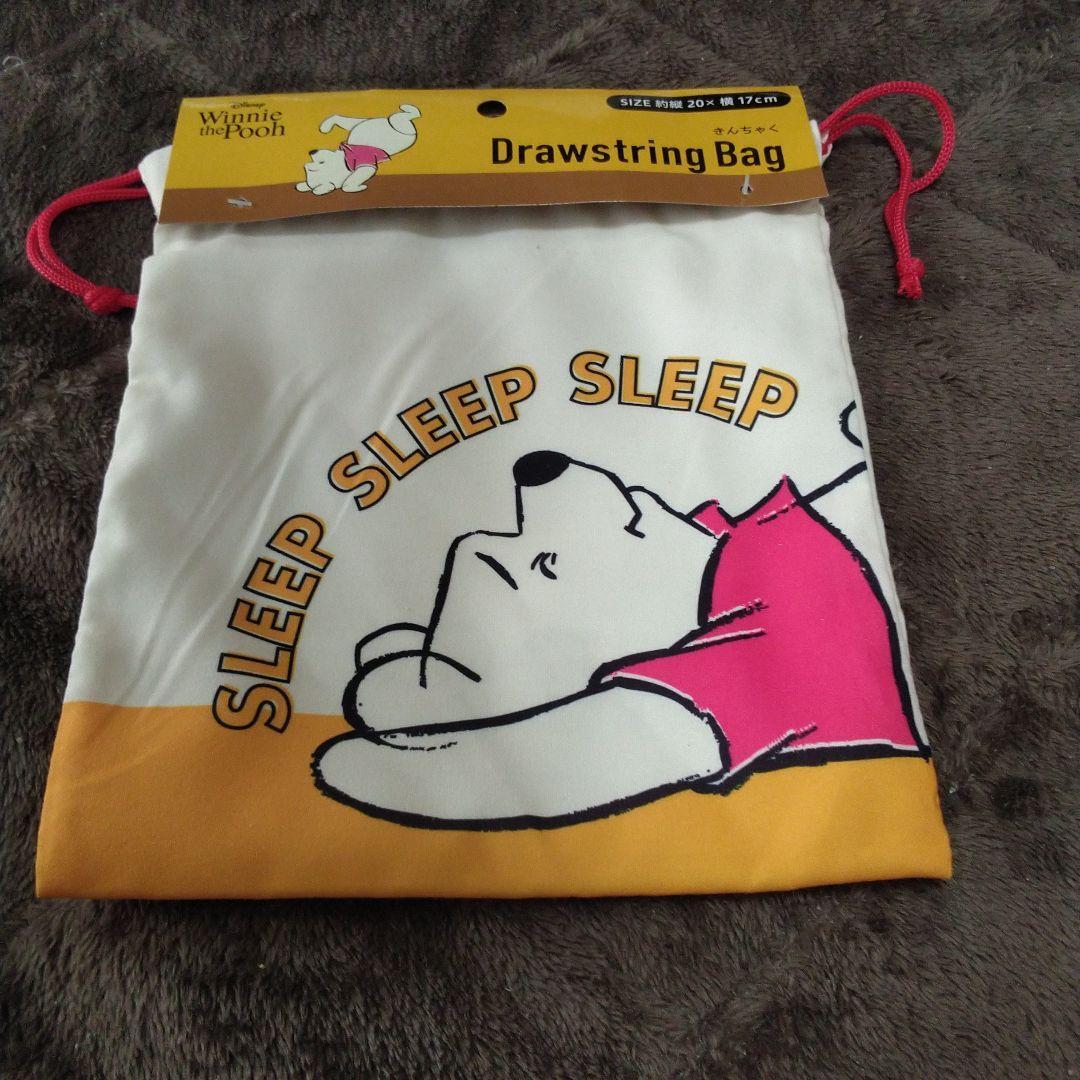 Disney
Winnie
the Pooh
SIZE 約縦 20×横 17cm
きんちゃく
Drawstring Bag
SLEEP SLEEP SLEEP